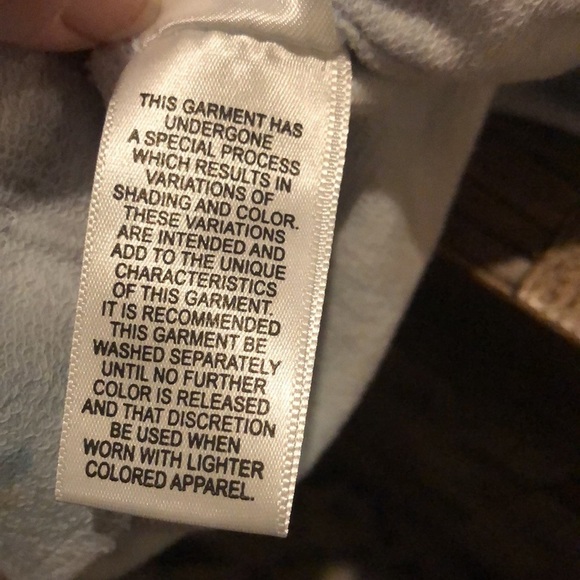 THIS GARMENT HAS
UNDERGONE
A SPECIAL PROCESS
WHICH RESULTS IN
VARIATIONS OF
SHADING AND COLOR.
THESE VARIATIONS
ARE INTENDED AND
ADD TO THE UNIQUE
CHARACTERISTICS
OF THIS GARMENT.
IT IS RECOMMENDED
THIS GARMENT BE
WASHED SEPARATELY
UNTIL NO FURTHER
COLOR IS RELEASED
AND THAT DISCRETION
BE USED WHEN
WORN WITH LIGHTER
COLORED APPAREL.